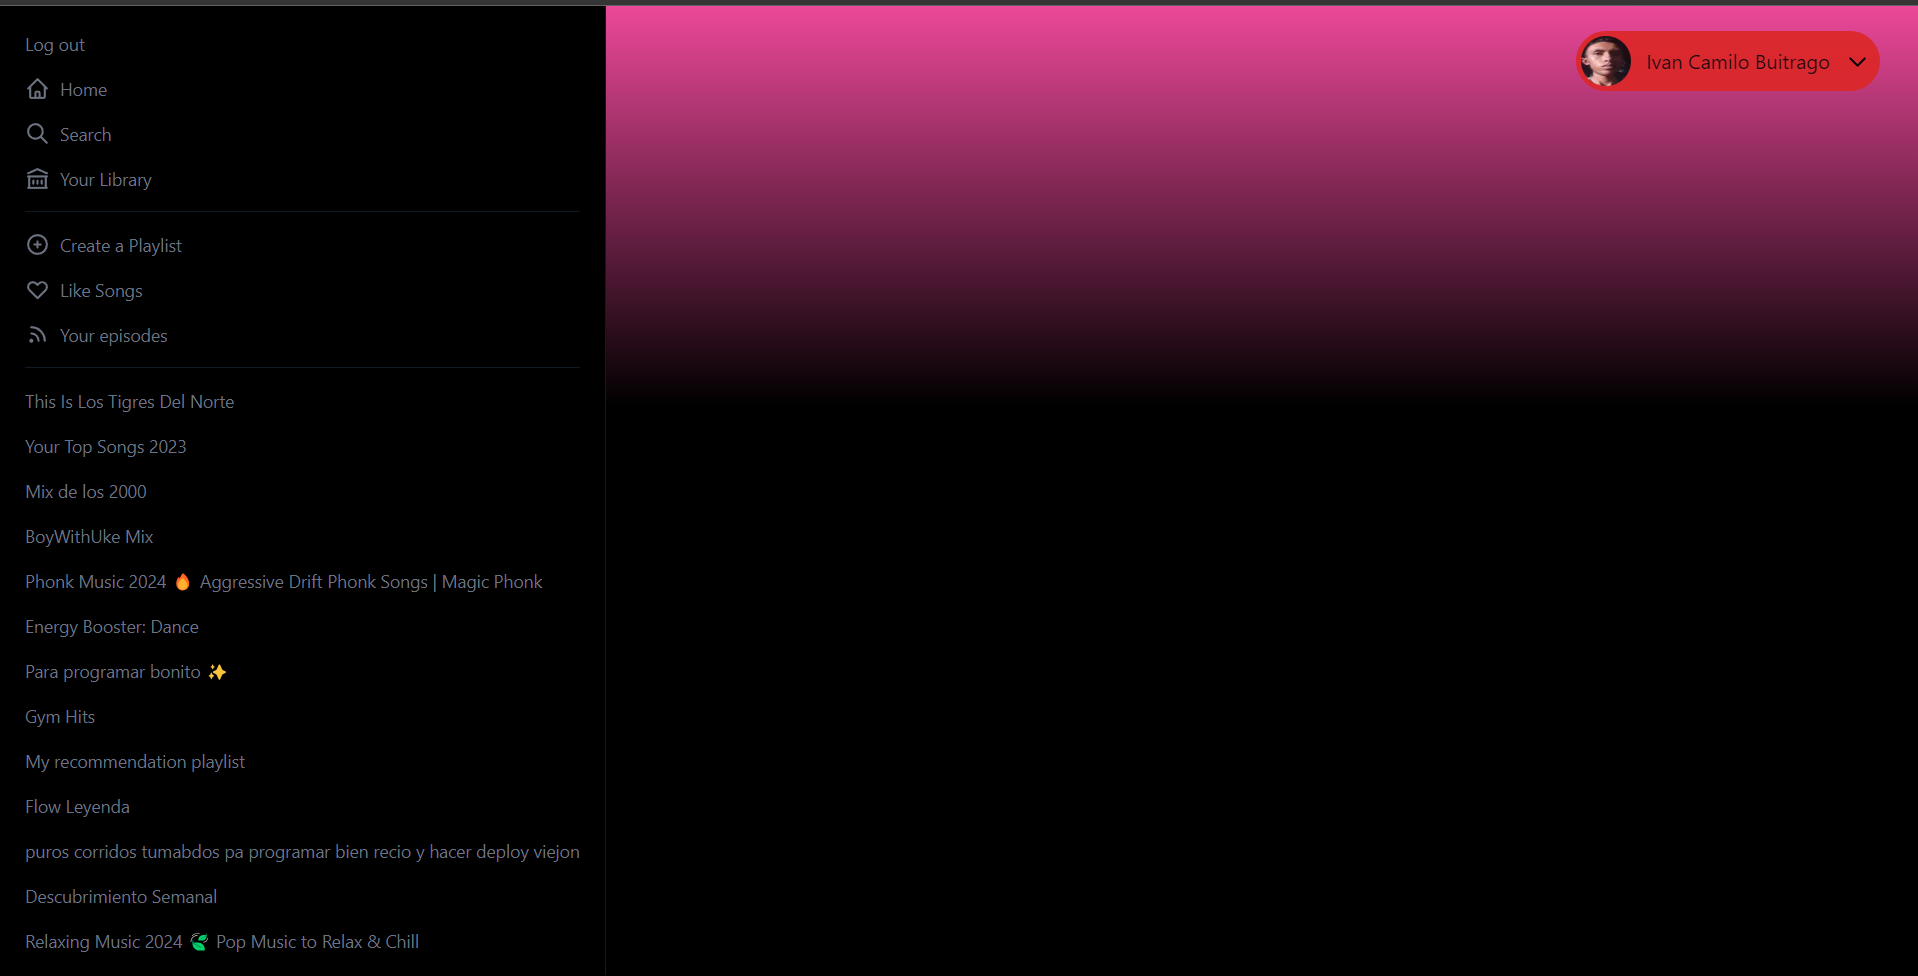 Log out
Home
Search
Your Library
Create a Playlist
Like Songs
Your episodes
This Is Los Tigres Del Norte
Your Top Songs 2023
Mix de los 2000
BoyWithUke Mix
Phonk Music 2024 🔥 Aggressive Drift Phonk Songs | Magic Phonk
Energy Booster: Dance
Para programar bonito ✨
Gym Hits
My recommendation playlist
Flow Leyenda
puros corridos tumabdos pa programar bien recio y hacer deploy viejon
Descubrimiento Semanal
Relaxing Music 2024 🍃 Pop Music to Relax & Chill
Ivan Camilo Buitrago